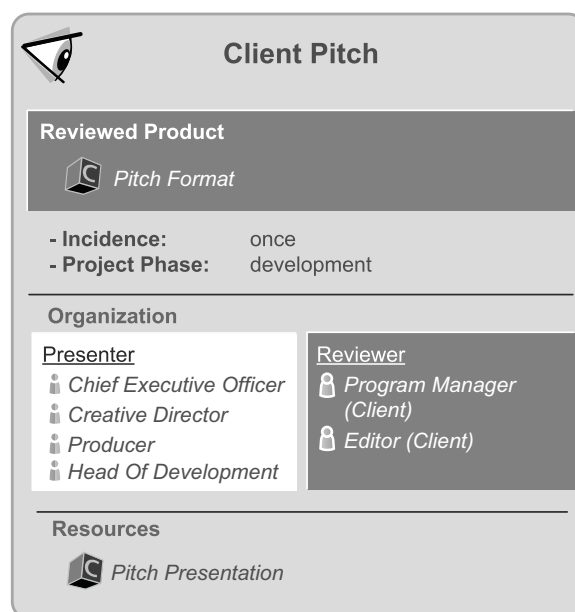 Client Pitch
Reviewed Product
C
Pitch Format
- Incidence: once
- Project Phase: development
Organization
Presenter
Chief Executive Officer
Creative Director
Producer
Head Of Development
Reviewer
Program Manager
(Client)
Editor (Client)
Resources
C
Pitch Presentation